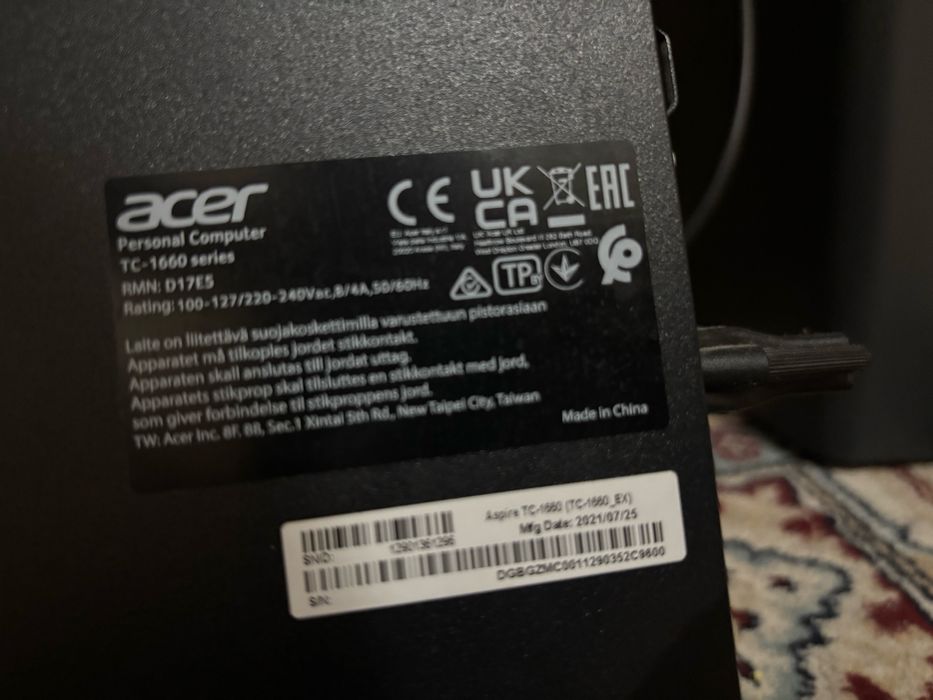 acer
Personal Computer
TC-1660 series
RMN: D17E5
Rating: 100-127/220-240Vac,8/4A,50/60Hz
CE
UK
CA
EAC
TP
Laite on liitettävä suojakoskettimilla varustettuun pistorasiaan
Apparatet må tilkoples jordet stikkontakt.
Apparaten skall anslutas till jordet uttag.
Apparatets stikprop skal tilsluttes en stikkontakt med jord,
som giver forbindelse til stikproppens jord.
TW: Acer Inc. 8F. 88, Sec.1 Xintai 5th Rd., New Taipei City, Taiwan
Made in China
Aspire TC-1660 (TC-1660_EX)
Mfg Date: 2021/07/25
SNID:
S/N: